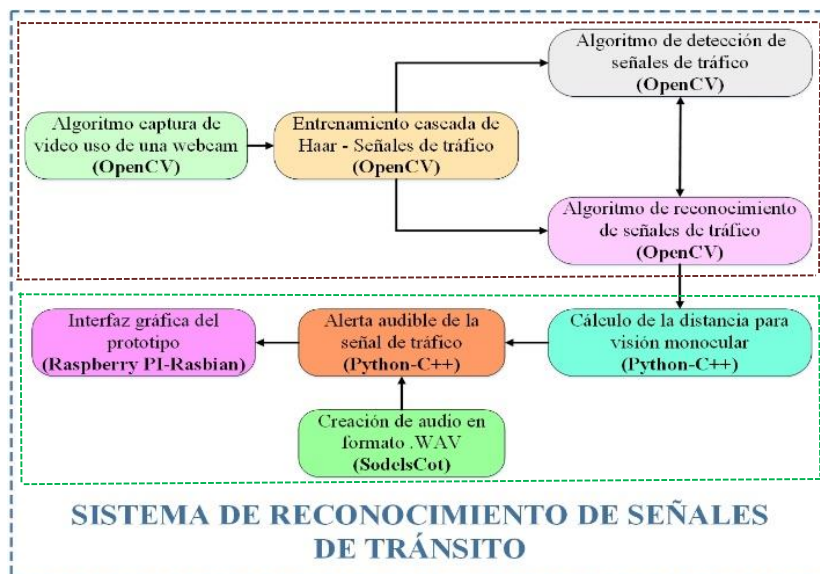 Algoritmo de detección de
señales de tráfico
(OpenCV)
Algoritmo captura de
video uso de una webcam
(OpenCV)
Entrenamiento cascada de
Haar - Señales de tráfico
(OpenCV)
Algoritmo de reconocimiento
de señales de tráfico
(OpenCV)
Interfaz gráfica del
prototipo
(Raspberry PI-Rasbian)
Alerta audible de la
señal de tráfico
(Python-C++)
Cálculo de la distancia para
visión monocular
(Python-C++)
Creación de audio en
formato .WAV
(SodelsCot)
SISTEMA DE RECONOCIMIENTO DE SEÑALES
DE TRÁNSITO